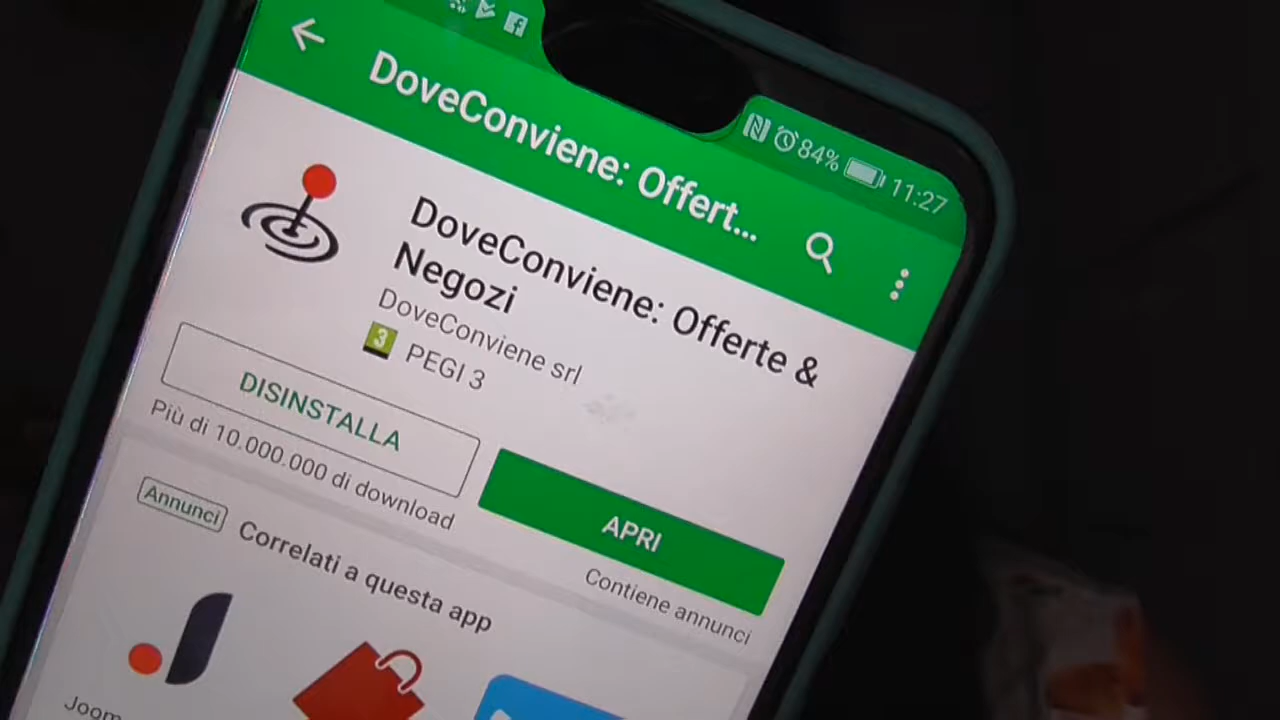 84% 11:27
DoveConviene: Offert...
DoveConviene: Offerte &
Negozi
DoveConviene srl
3 PEGI 3
DISINSTALLA
APRI
Più di 10.000.000 di download
Contiene annunci
Annunci Correlati a questa app
Joom